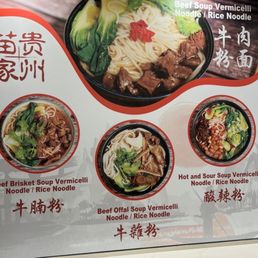 Beef Soup Vermicelli
Noodle / Rice Noodle
牛肉
粉面
貴州
苗家
Beef Brisket Soup Vermicelli
Noodle / Rice Noodle
牛腩粉
Beef Offal Soup Vermicelli
Noodle / Rice Noodle
牛雜粉
Hot and Sour Soup Vermicelli
Noodle / Rice Noodle
酸辣粉